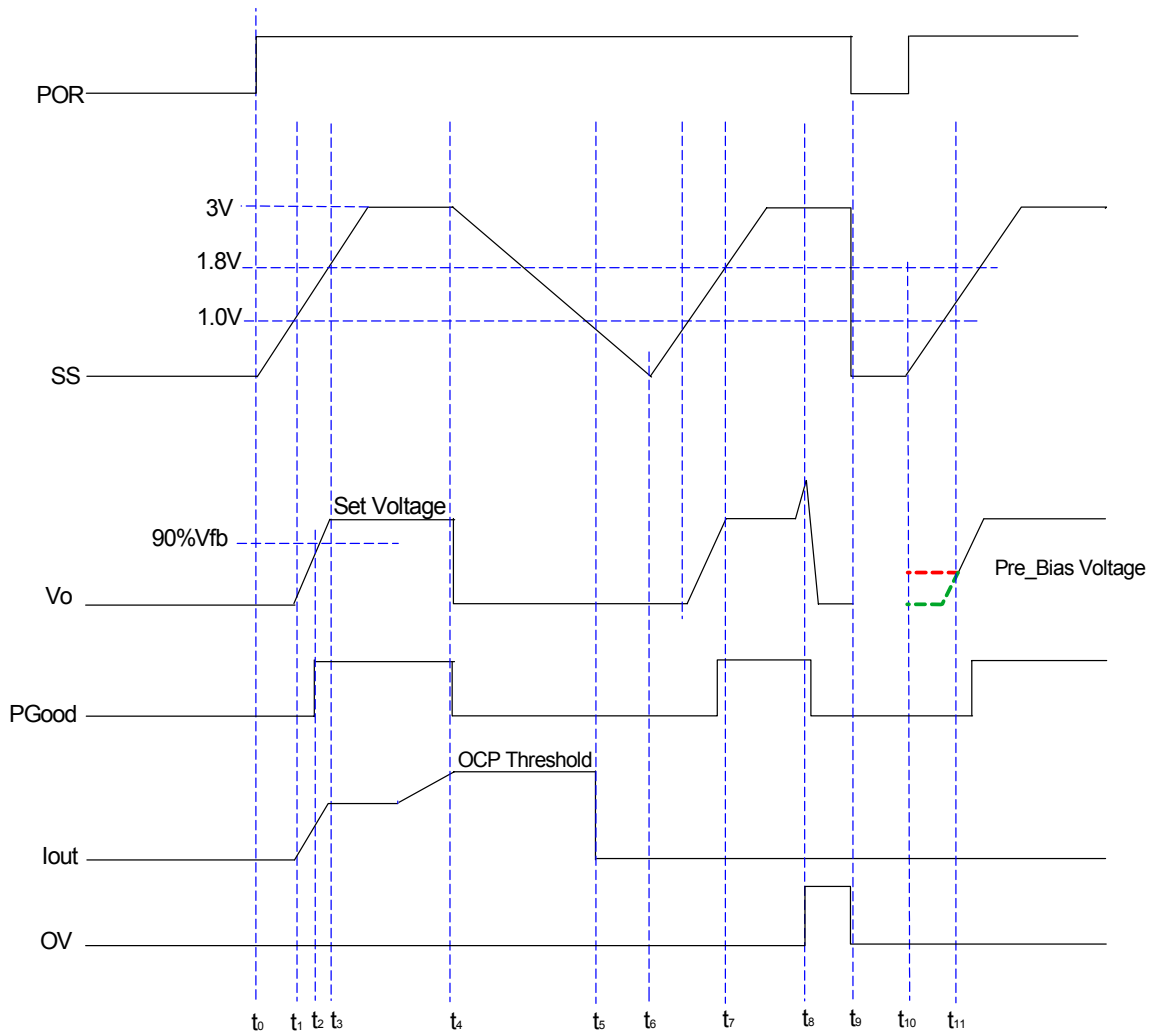 POR
3V
1.8V
1.0V
SS
Set Voltage
90%Vfb
Pre_Bias Voltage
Vo
PGood
OCP Threshold
Iout
OV
t0 t1 t2 t3 t4 t5 t6 t7 t8 t9 t10 t11